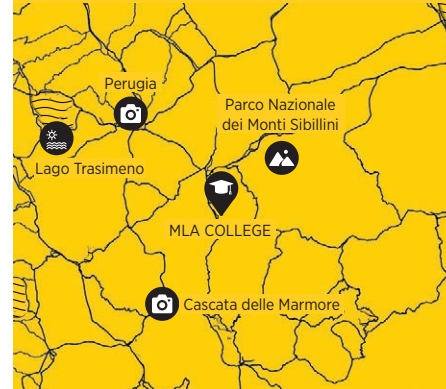 Perugia
Parco Nazionale
dei Monti Sibillini
Lago Trasimeno
MLA COLLEGE
Cascata delle Marmore